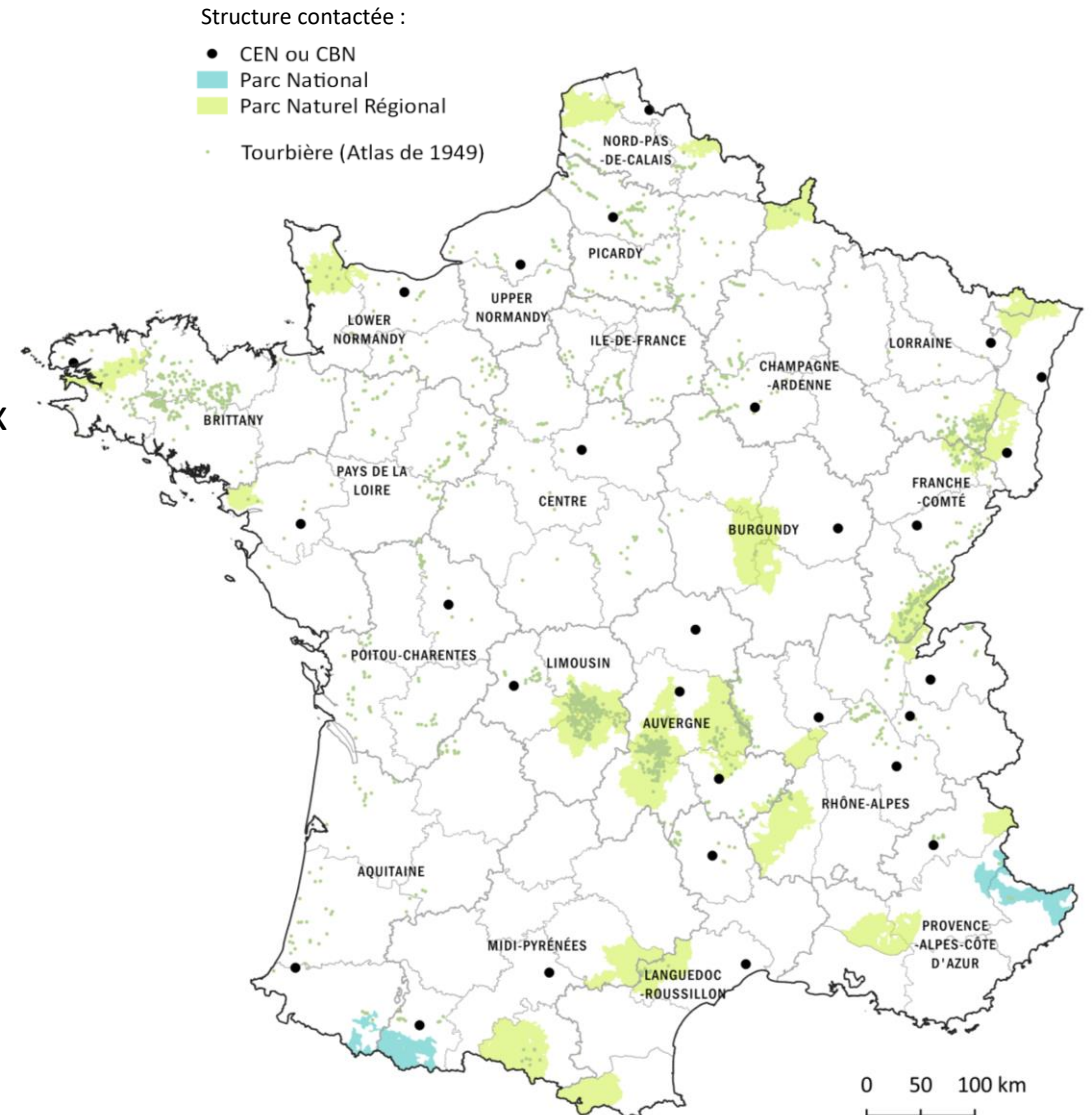 Structure contactée :
CEN ou CBN
Parc National
Parc Naturel Régional
Tourbière (Atlas de 1949)
NORD-PAS
-DE-CALAIS
PICARDY
UPPER
NORMANDY
LOWER
NORMANDY
ILE-DE-FRANCE
LORRAINE
CHAMPAGNE
-ARDENNE
x
BRITTANY
PAYS DE LA
LOIRE
CENTRE
FRANCHE
-COMTÉ
BURGUNDY
POITOU-CHARENTES
LIMOUSIN
AUVERGNE
RHÔNE-ALPES
AQUITAINE
PROVENCE
-ALPES-CÔTE
D'AZUR
MIDI-PYRÉNÉES
LANGUEDOC
-ROUSSILLON
0 50 100 km